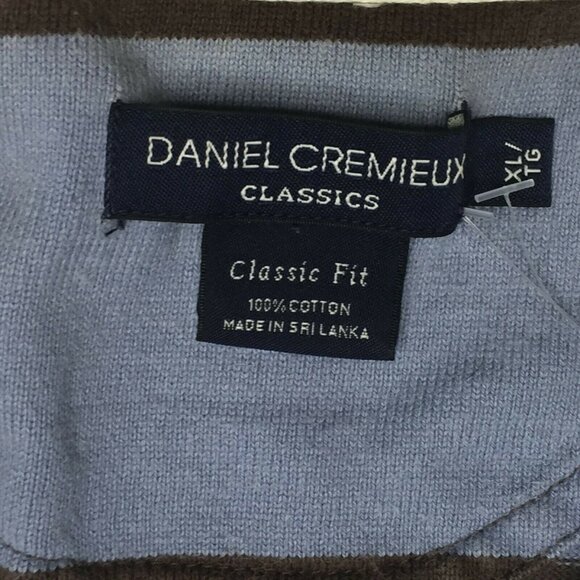 DANIEL CREMIEUX
CLASSICS
XL/
TG
Classic Fit
100% COTTON
MADE IN SRI LANKA